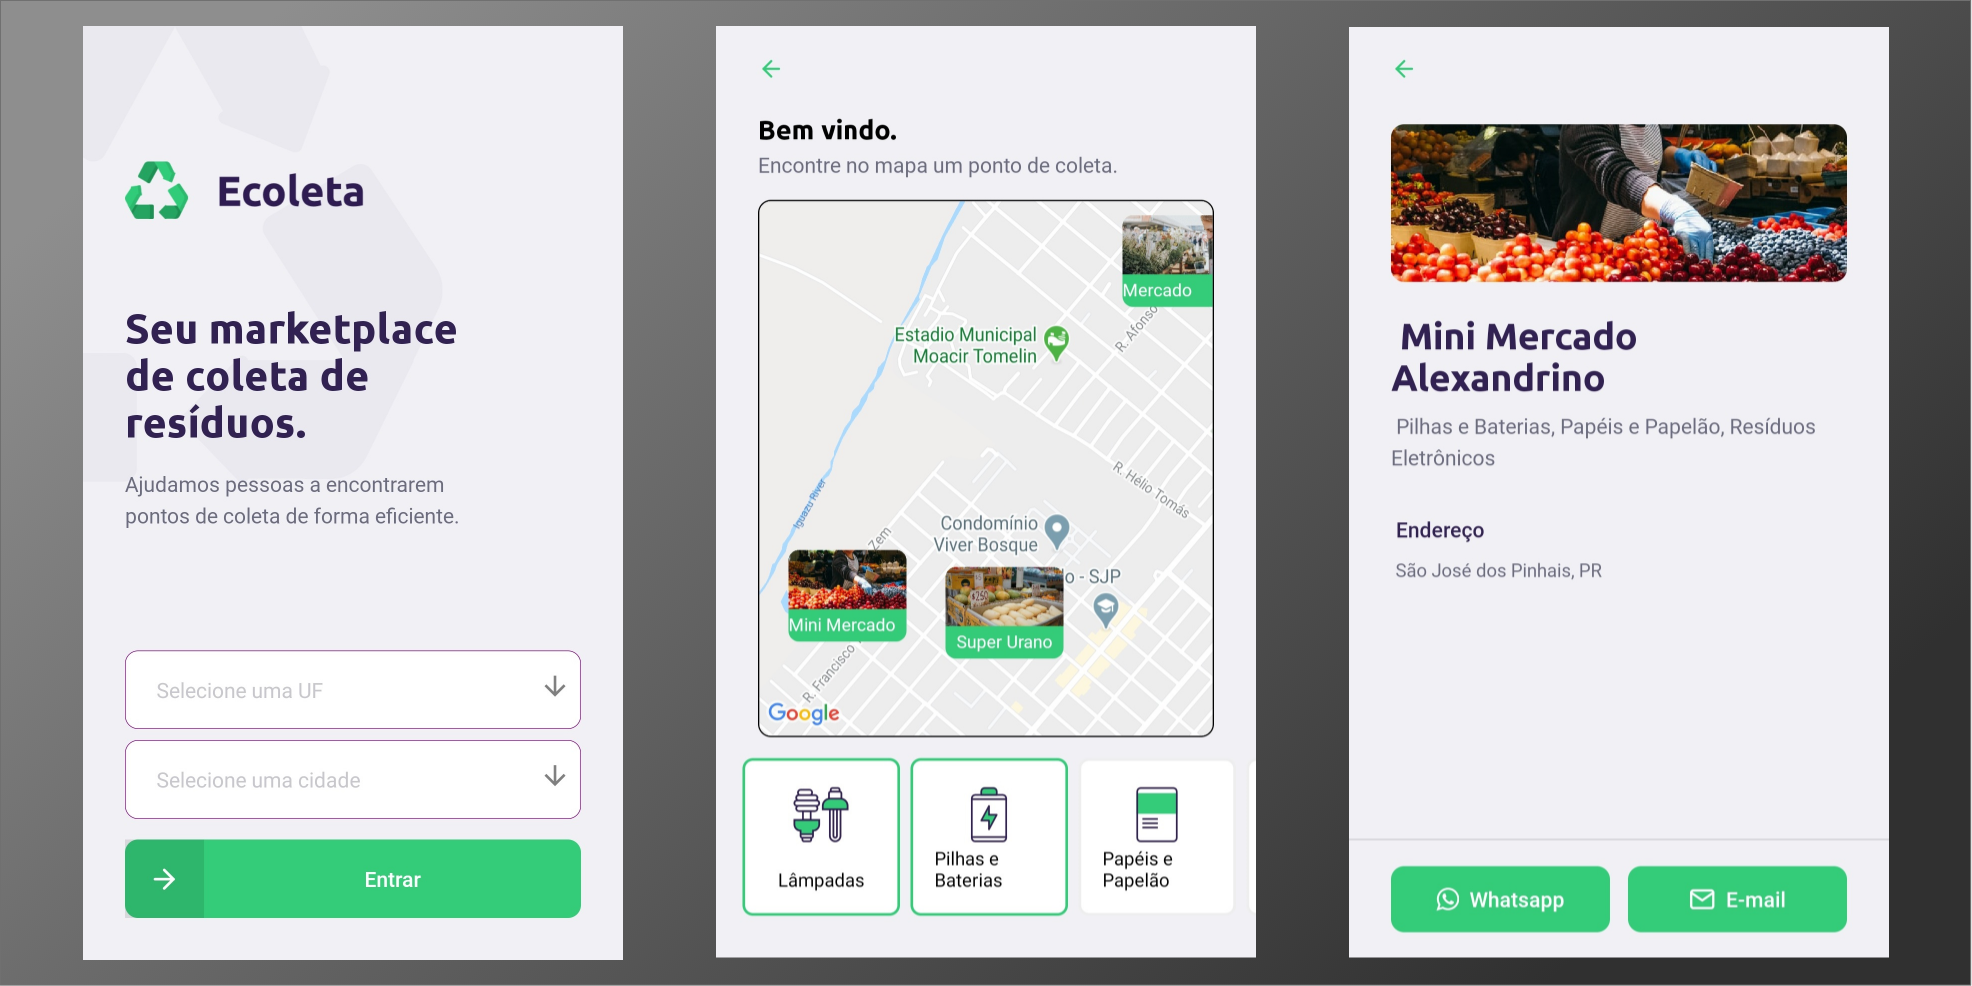 Ecoleta
Seu marketplace
de coleta de
resíduos.
Ajudamos pessoas a encontrarem
pontos de coleta de forma eficiente.
Selecione uma UF
Selecione uma cidade
Entrar
Bem vindo.
Encontre no mapa um ponto de coleta.
Mercado
R. Afonso
Estadio Municipal
Moacir Tomelin
R. Hélio Tomás
Iguazu River
Condomínio
Viver Bosque
Zem
o - SJP
Mini Mercado
$250
Super Urano
R. Francisco
Google
Lâmpadas
Pilhas e
Baterias
Papéis e
Papelão
Mini Mercado
Alexandrino
Pilhas e Baterias, Papéis e Papelão, Resíduos
Eletrônicos
Endereço
São José dos Pinhais, PR
Whatsapp
E-mail